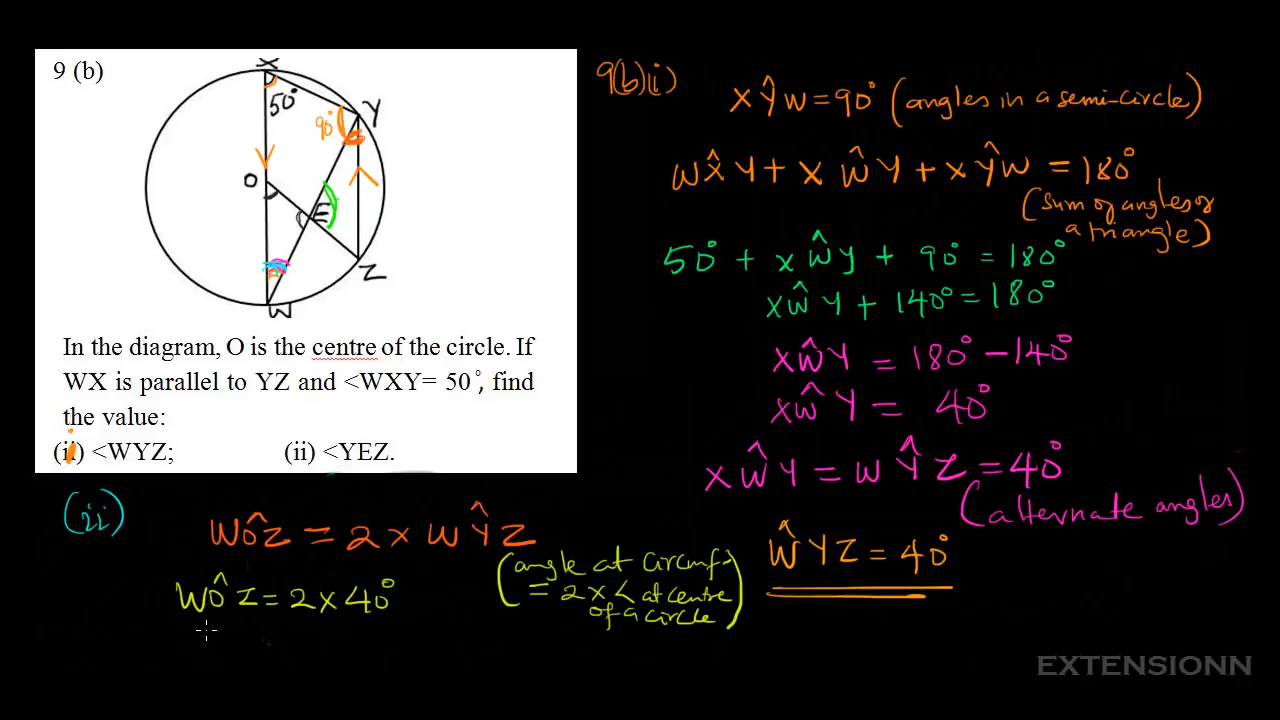 9 (b)
X
50°
Y
90°
O
E
Z
W
In the diagram, O is the centre of the circle. If
WX is parallel to YZ and <WXY= 50°, find
the value:
(i) <WYZ; (ii) <YEZ.
9(b)i)
XŶW=90° (angles in a semi-circle)
WX̂Y + XŴY + XŶW = 180°
(sum of angles of
a triangle)
50° + XŴY + 90° = 180°
XŴY + 140° = 180°
XŴY = 180° - 140°
XŴY = 40°
XŴY = WŶZ = 40°
(alternate angles)
ŴYZ = 40°
(ii)
WÔZ = 2 x WŶZ
(angle at circumf
= 2 x < at centre
of a circle)
WÔZ = 2 x 40°
EXTENSIONN